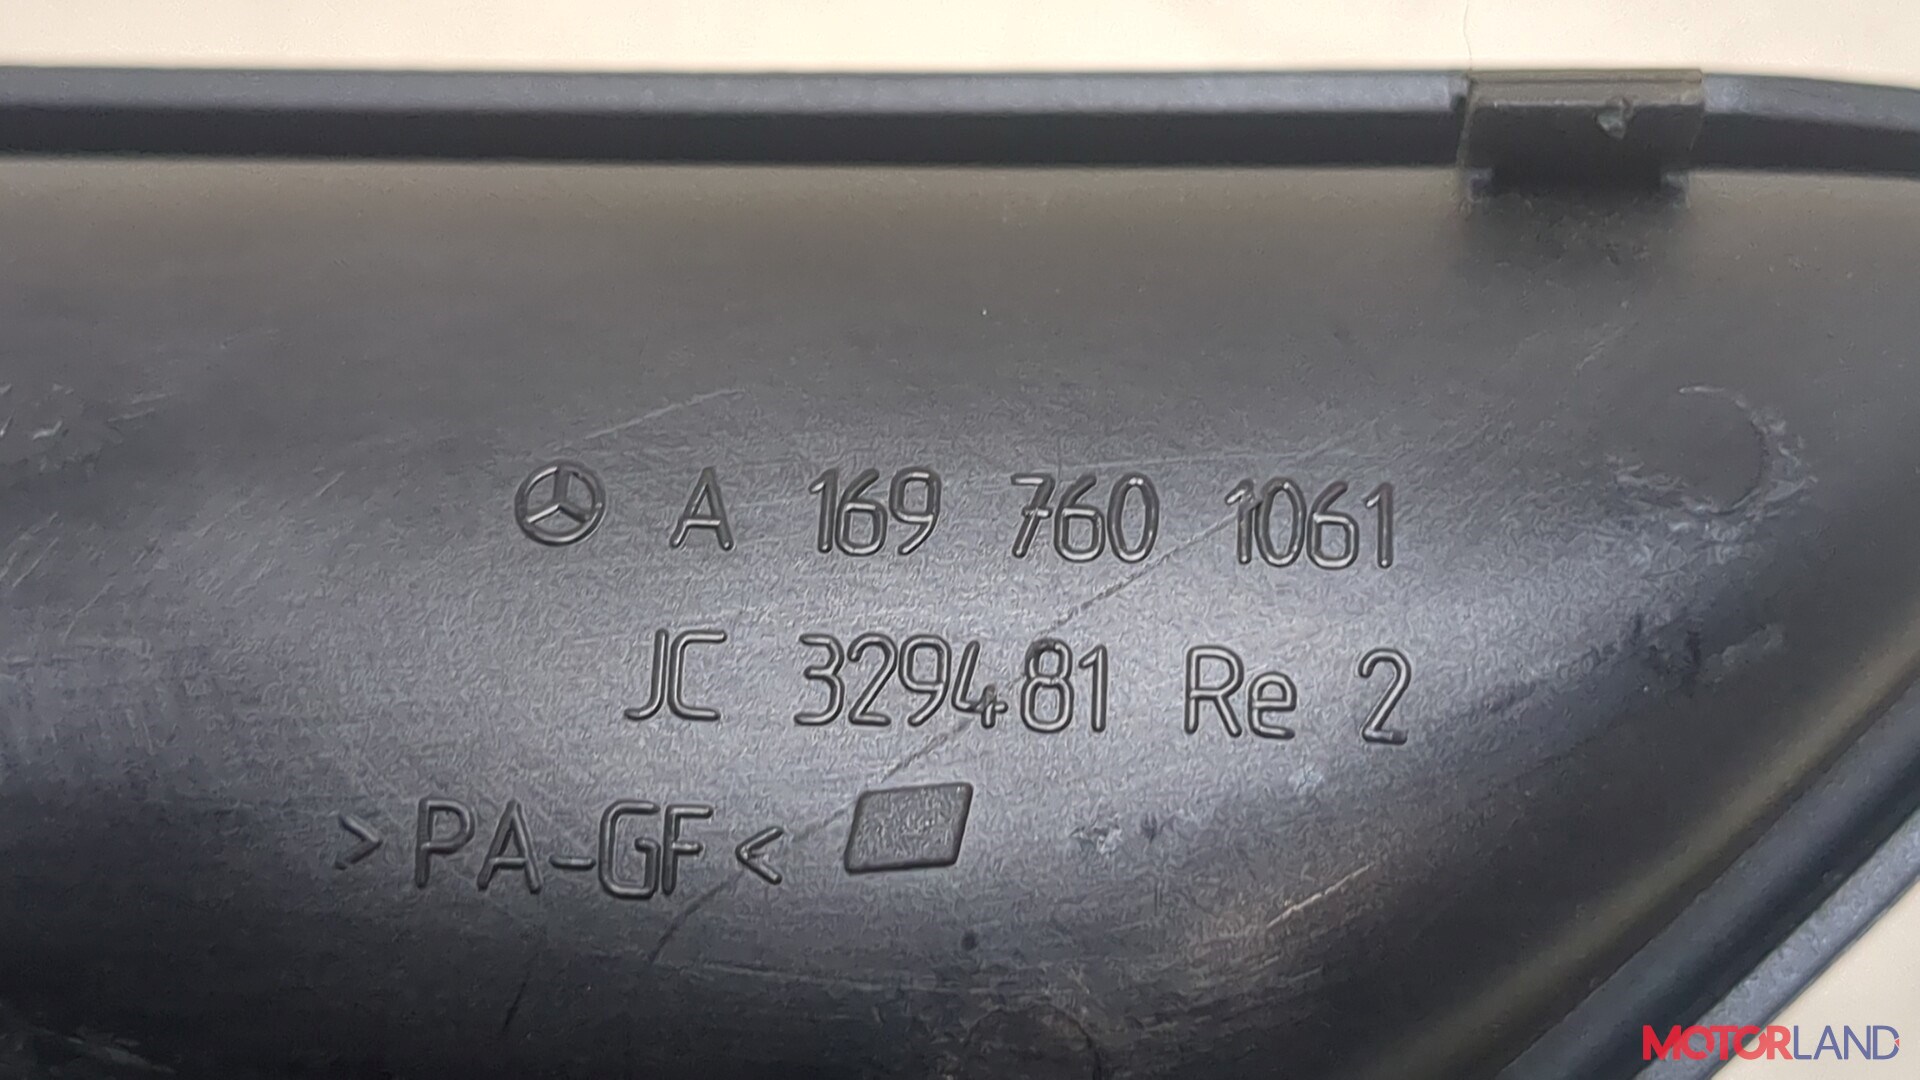 A 169 760 1061
JC 329481 Re 2
>PA-GF<
MOTORLAND